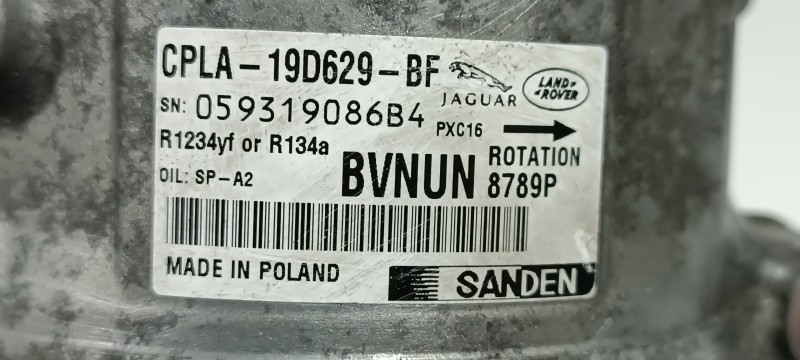 CPLA-19D629-BF
JAGUAR
LAND-
-ROVER
SN: 059319086B4
PXC16
R1234yf or R134a
ROTATION
OIL: SP-A2
BVNUN
8789P
MADE IN POLAND
SANDEN